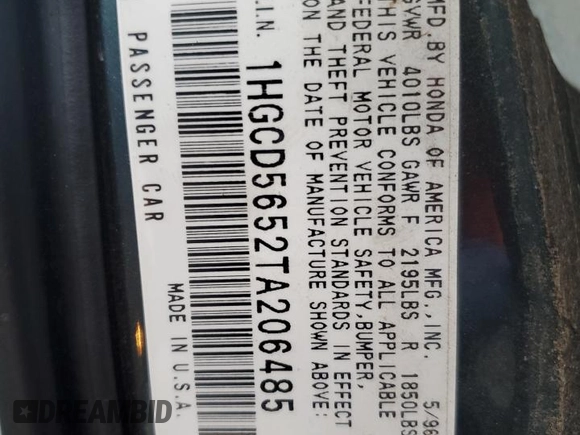 MFD.BY HONDA OF AMERICA MFG.,INC. 5/96
GVWR 4010LBS GAWR F 2195LBS R 1850LBS
THIS VEHICLE CONFORMS TO ALL APPLICABLE
FEDERAL MOTOR VEHICLE SAFETY,BUMPER,
AND THEFT PREVENTION STANDARDS IN EFFECT
ON THE DATE OF MANUFACTURE SHOWN ABOVE.
V.I.N. 1HGCD5652TA206485
PASSENGER CAR MADE IN U.S.A.
DREAMBID